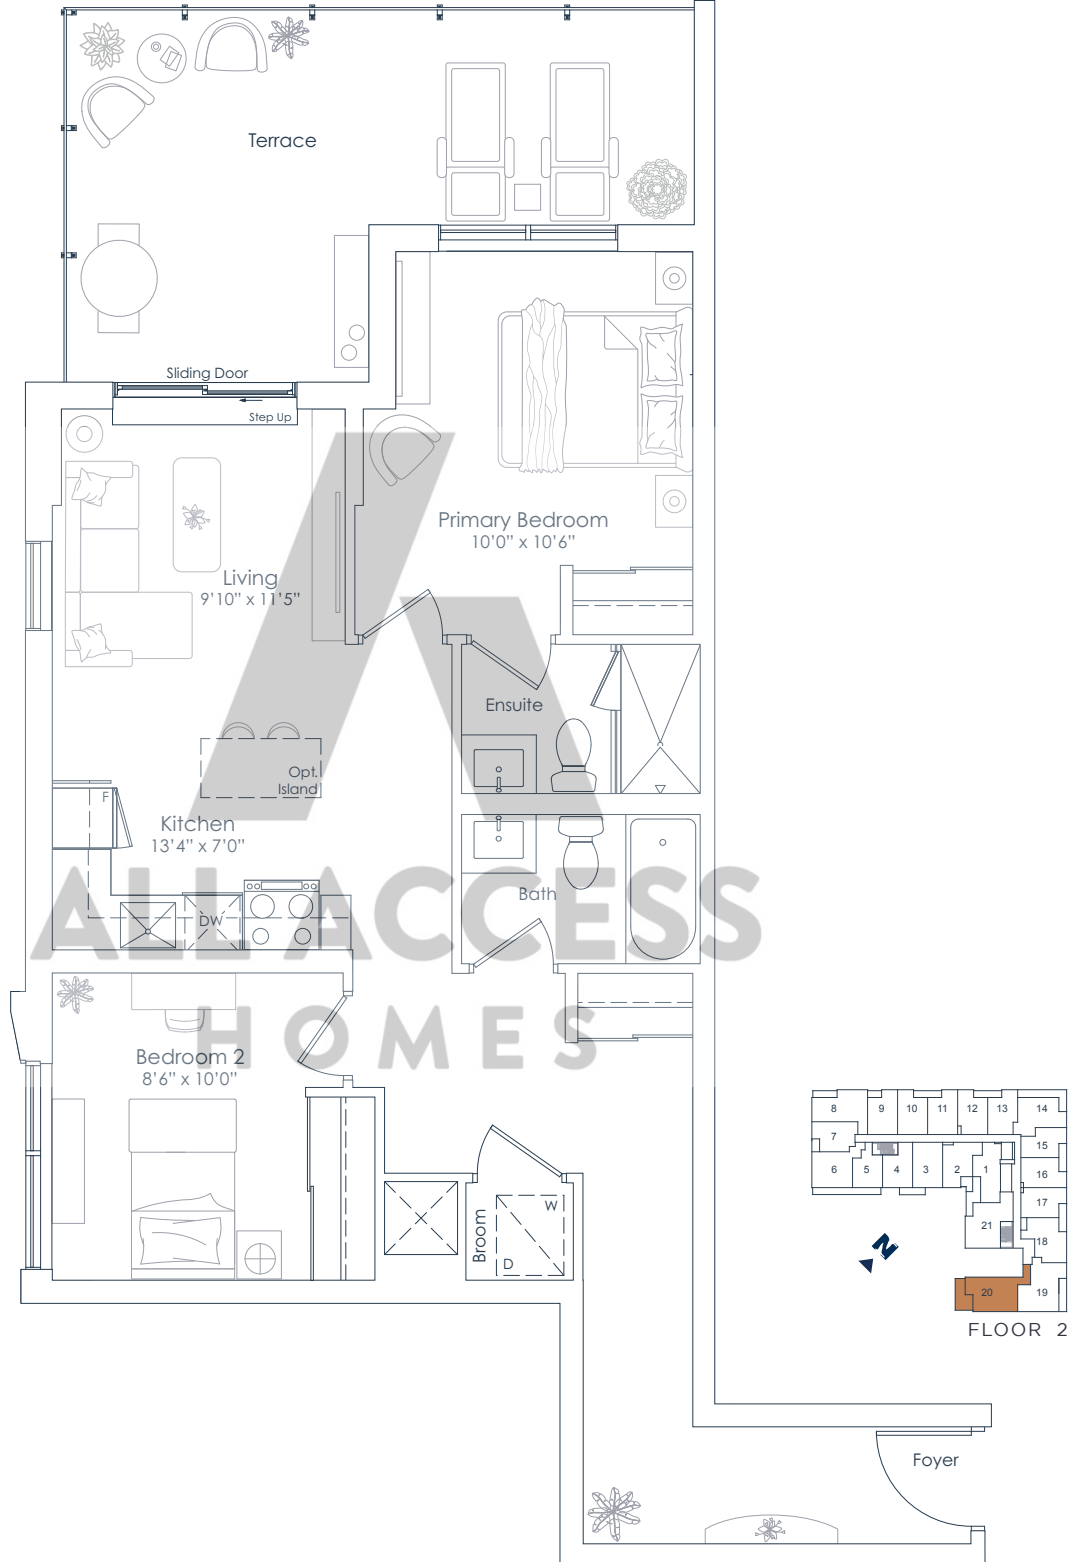 Terrace
Sliding Door
Step Up
Primary Bedroom
10'0" x 10'6"
Living
9'10" x 11'5"
Ensuite
Opt.
Island
F
Kitchen
13'4" x 7'0"
DW
Bath
ALL ACCESS
HOMES
Bedroom 2
8'6" x 10'0"
Broom
W
D
8
9
10
11
12
13
14
7
15
6
5
4
3
2
1
16
17
21
18
N
20
19
FLOOR 2
Foyer